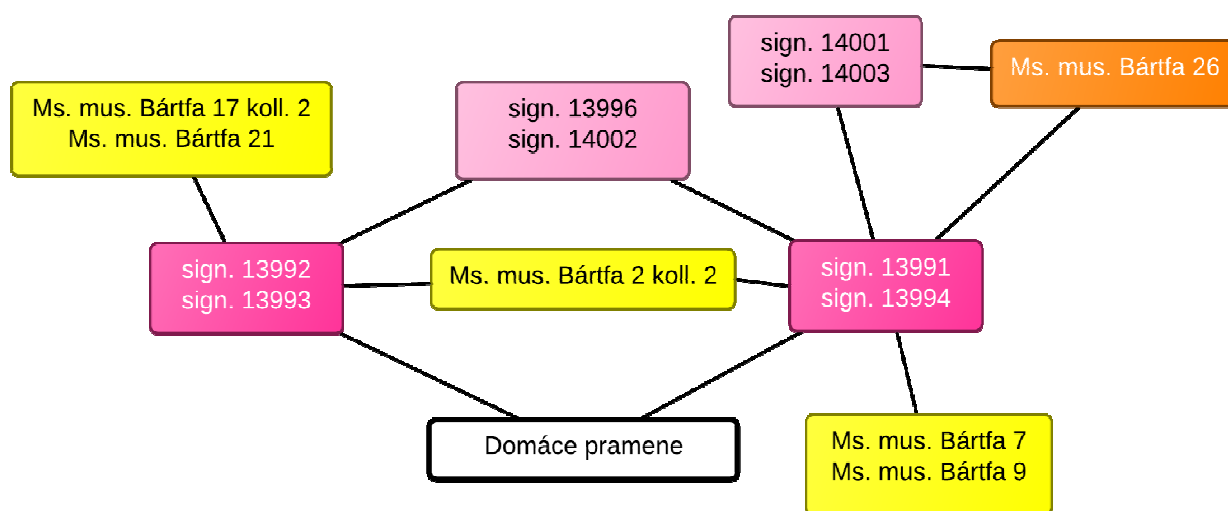 sign. 14001
sign. 14003
Ms. mus. Bártfa 26
Ms. mus. Bártfa 17 koll. 2
Ms. mus. Bártfa 21
sign. 13996
sign. 14002
sign. 13992
sign. 13993
Ms. mus. Bártfa 2 koll. 2
sign. 13991
sign. 13994
Domáce pramene
Ms. mus. Bártfa 7
Ms. mus. Bártfa 9